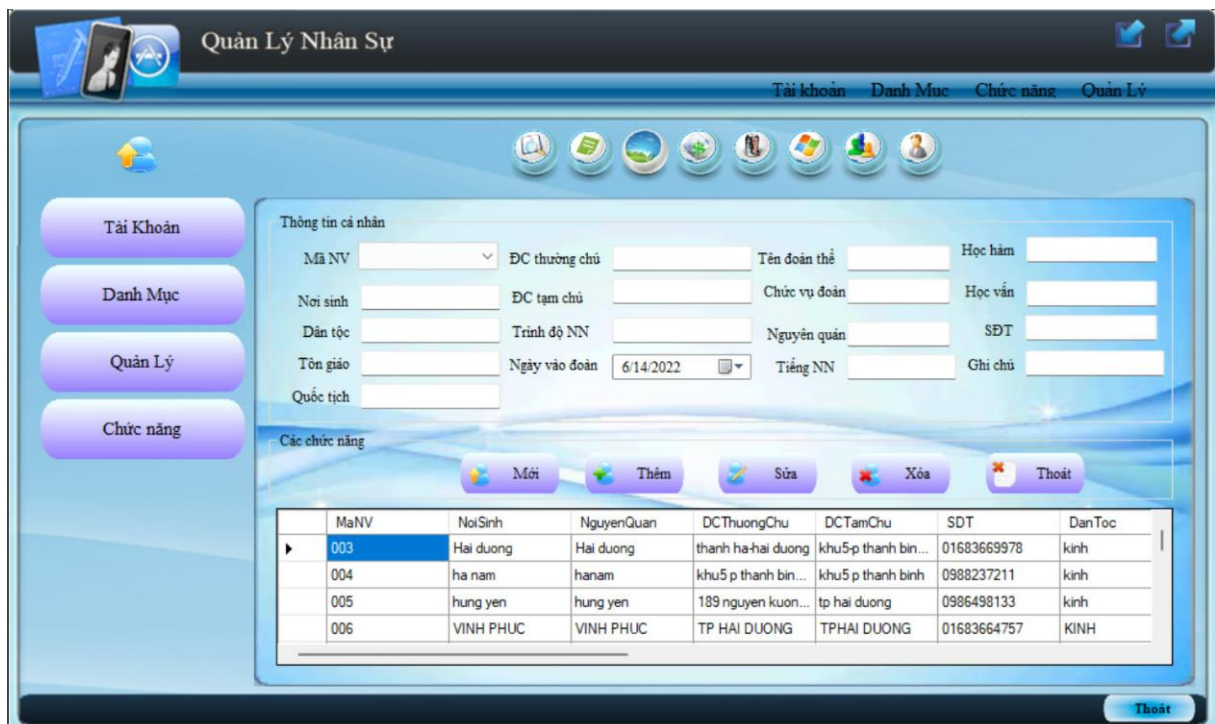 Quản Lý Nhân Sự
Tài khoản Danh Mục Chức năng Quản Lý
Tài Khoản
Danh Mục
Quản Lý
Chức năng
Thông tin cá nhân
Mã NV ĐC thường chú Tên đoàn thể Học hàm
Nơi sinh ĐC tạm chú Chức vụ đoàn Học vấn
Dân tộc Trình độ NN Nguyên quán SĐT
Tôn giáo Ngày vào đoàn 6/14/2022 Tiếng NN Ghi chú
Quốc tịch
Các chức năng
Mới Thêm Sửa Xóa Thoát
MaNV NoiSinh NguyenQuan DCThuongChu DCTamChu SDT DanToc
003 Hai duong Hai duong thanh ha-hai duong khu5-p thanh bin... 01683669978 kinh
004 ha nam hanam khu5 p thanh bin... khu5 p thanh binh 0988237211 kinh
005 hung yen hung yen 189 nguyen kuon... tp hai duong 0986498133 kinh
006 VINH PHUC VINH PHUC TP HAI DUONG TPHAI DUONG 01683664757 KINH
Thoát